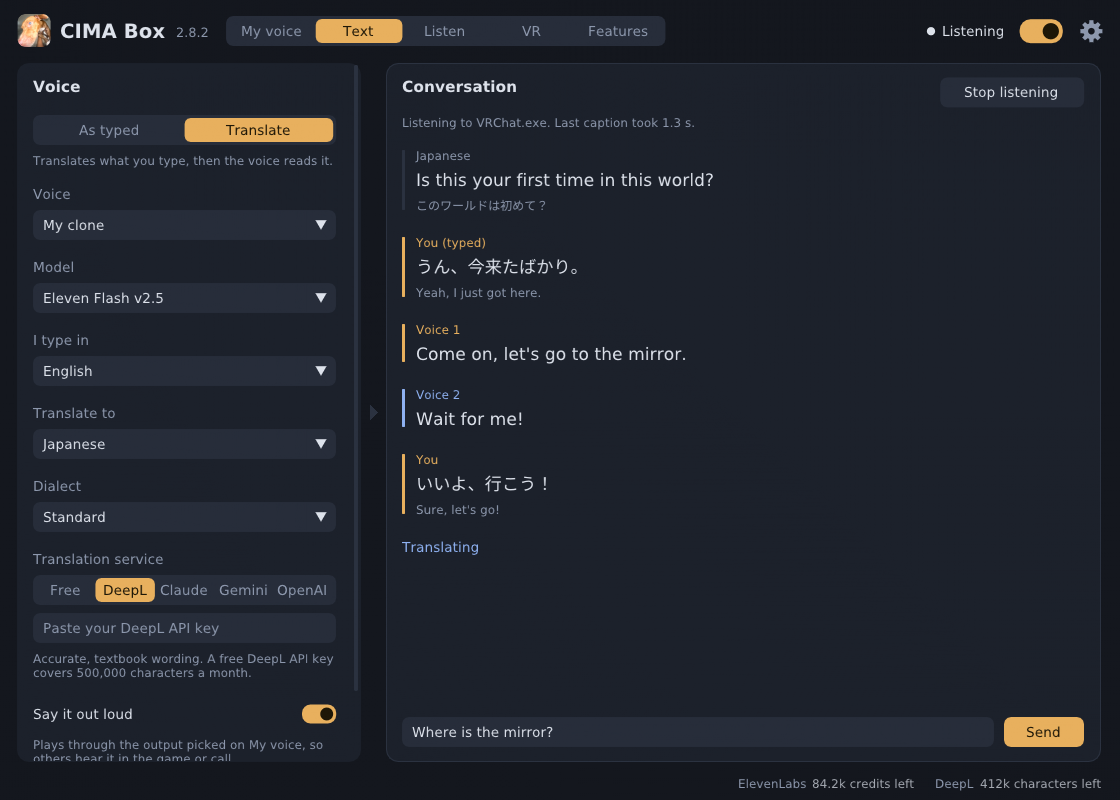 CIMA Box 2.8.2
My voice Text Listen VR Features
Listening
Voice
As typed Translate
Translates what you type, then the voice reads it.
Voice
My clone
Model
Eleven Flash v2.5
I type in
English
Translate to
Japanese
Dialect
Standard
Translation service
Free DeepL Claude Gemini OpenAI
Paste your DeepL API key
Accurate, textbook wording. A free DeepL API key
covers 500,000 characters a month.
Say it out loud
Plays through the output picked on My voice, so
others hear it in the game or call
Conversation
Stop listening
Listening to VRChat.exe. Last caption took 1.3 s.
Japanese
Is this your first time in this world?
このワールドは初めて？
You (typed)
うん、今来たばかり。
Yeah, I just got here.
Voice 1
Come on, let's go to the mirror.
Voice 2
Wait for me!
You
いいよ、行こう！
Sure, let's go!
Translating
Where is the mirror?
Send
ElevenLabs 84.2k credits left DeepL 412k characters left